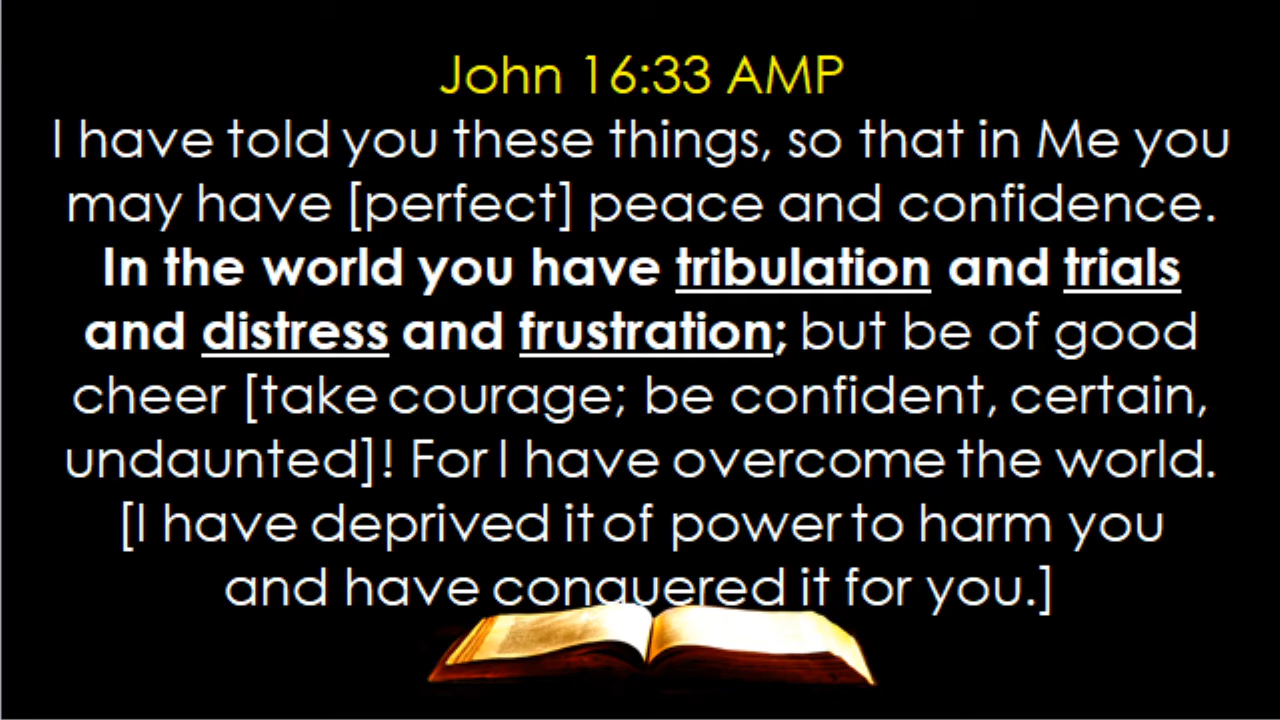 John 16:33 AMP
I have told you these things, so that in Me you
may have [perfect] peace and confidence.
In the world you have tribulation and trials
and distress and frustration; but be of good
cheer [take courage; be confident, certain,
undaunted]! For I have overcome the world.
[I have deprived it of power to harm you
and have conquered it for you.]